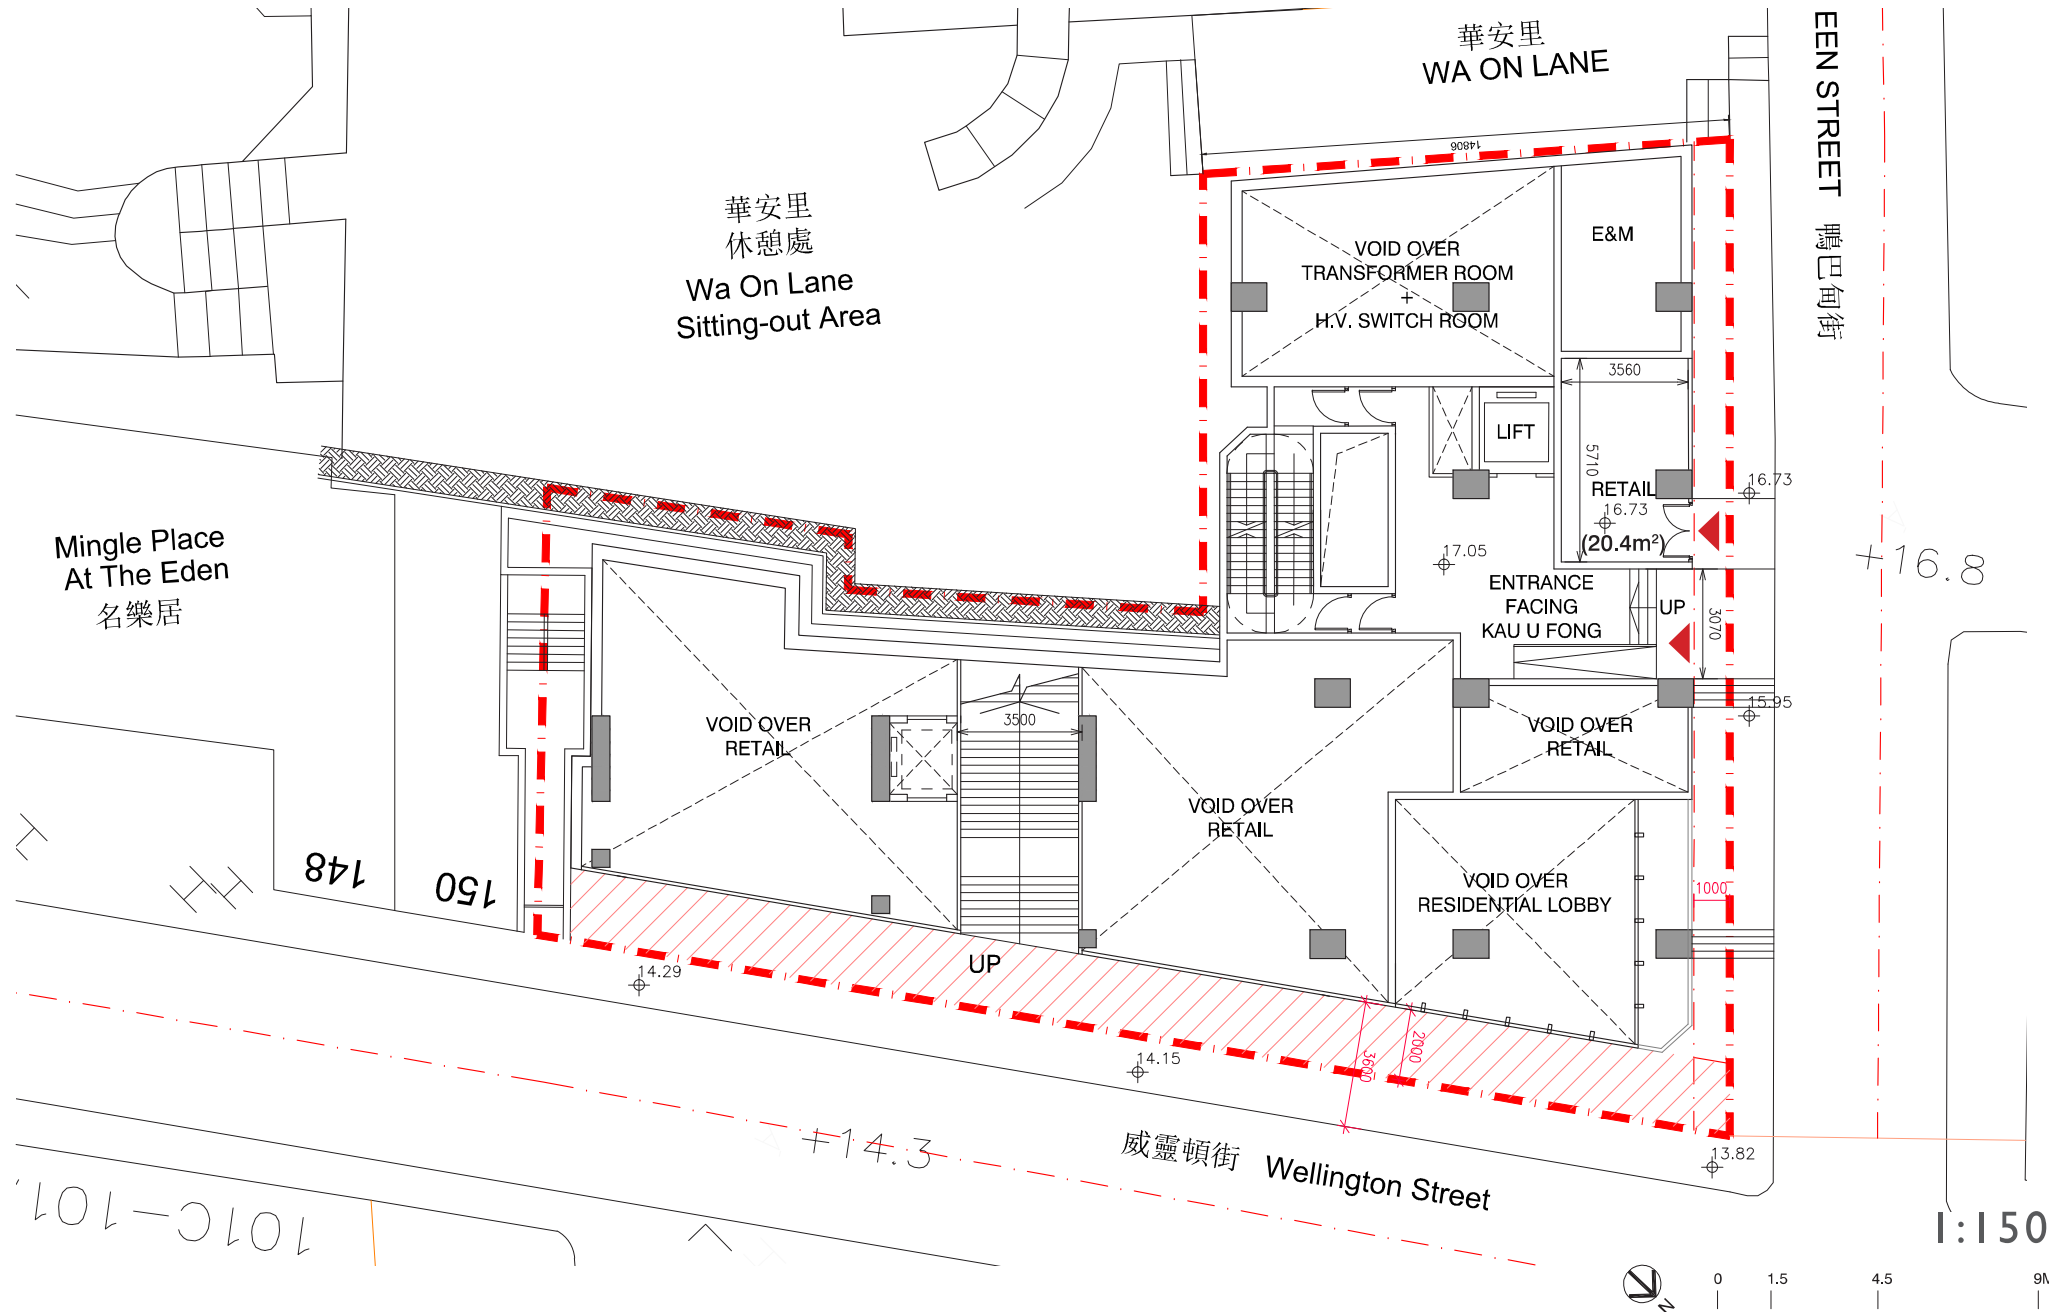 華安里
WA ON LANE
EEN STREET 鴨巴甸街
14806
華安里
休憩處
Wa On Lane
Sitting-out Area
VOID OVER
TRANSFORMER ROOM
+
H.V. SWITCH ROOM
E&M
3560
LIFT
5710
RETAIL
16.73
(20.4m²)
16.73
17.05
+16.8
ENTRANCE
FACING
KAU U FONG
UP
3070
15.95
Mingle Place
At The Eden
名樂居
VOID OVER
RETAIL
3500
VOID OVER
RETAIL
VOID OVER
RETAIL
VOID OVER
RESIDENTIAL LOBBY
1000
148
150
UP
14.29
14.15
2000
3600
13.82
+14.3
威靈頓街 Wellington Street
101C-101
1:150
N
0 1.5 4.5 9M